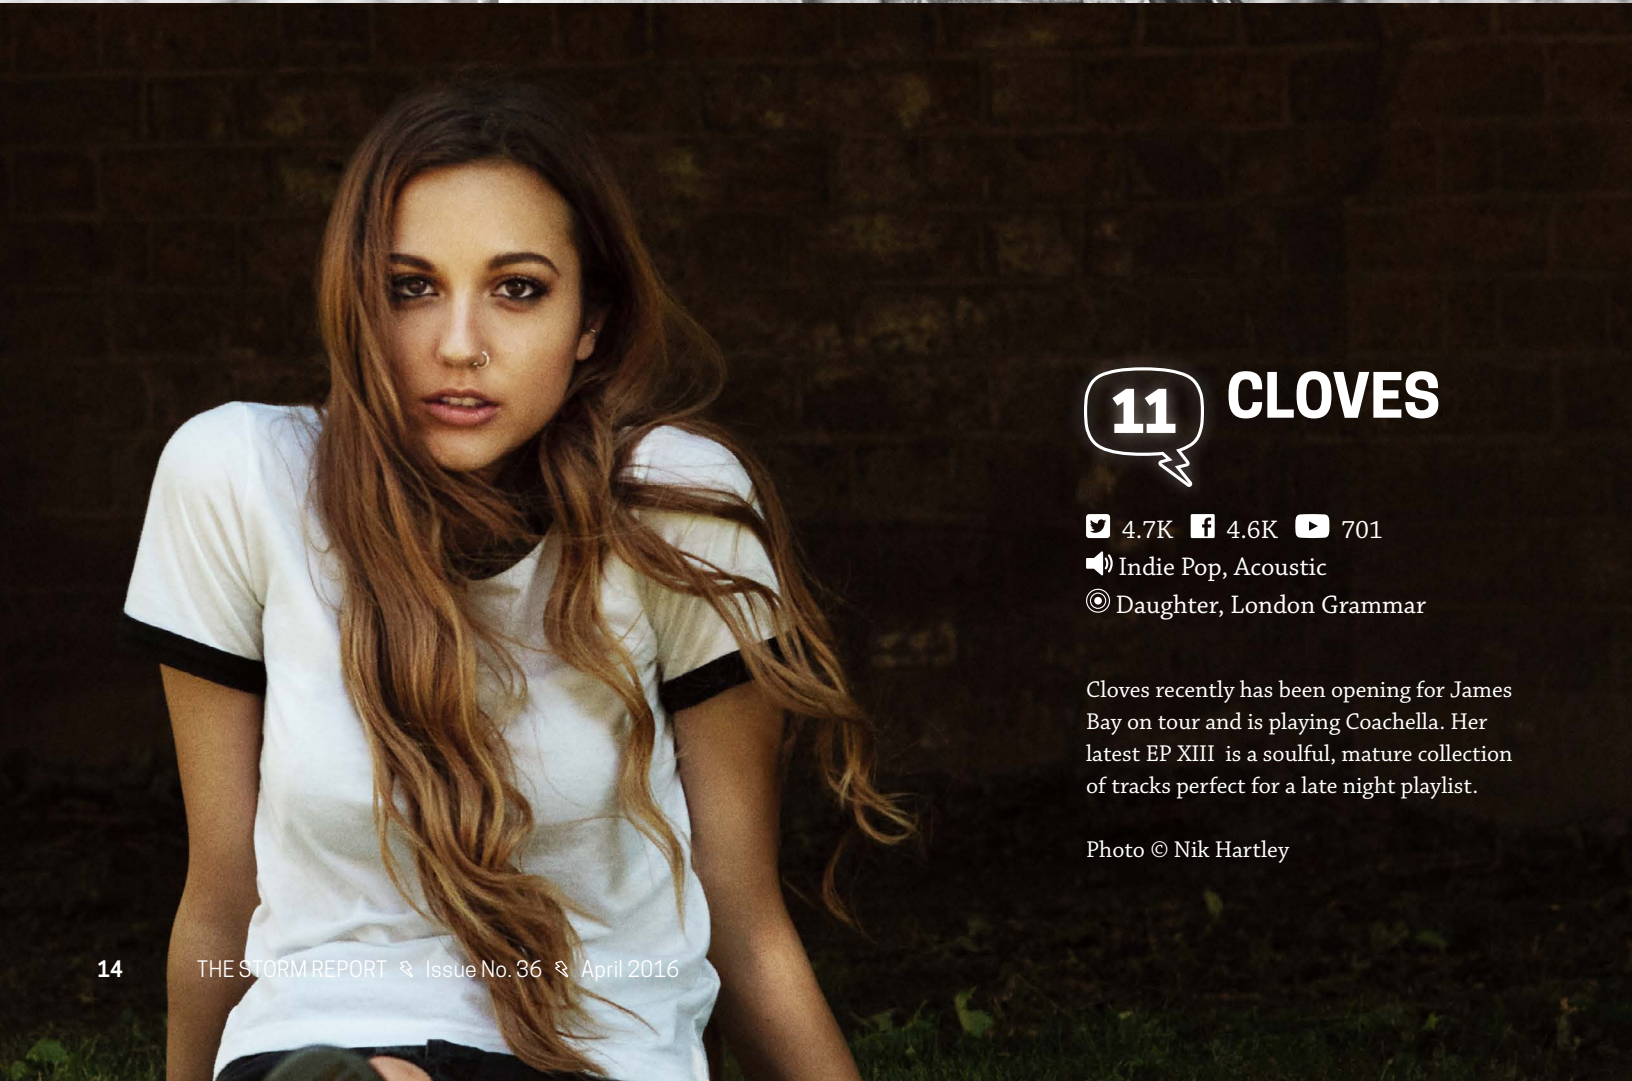 11 CLOVES
4.7K 4.6K 701
Indie Pop, Acoustic
Daughter, London Grammar
Cloves recently has been opening for James
Bay on tour and is playing Coachella. Her
latest EP XIII is a soulful, mature collection
of tracks perfect for a late night playlist.
Photo © Nik Hartley
14 THE STORM REPORT Issue No. 36 April 2016